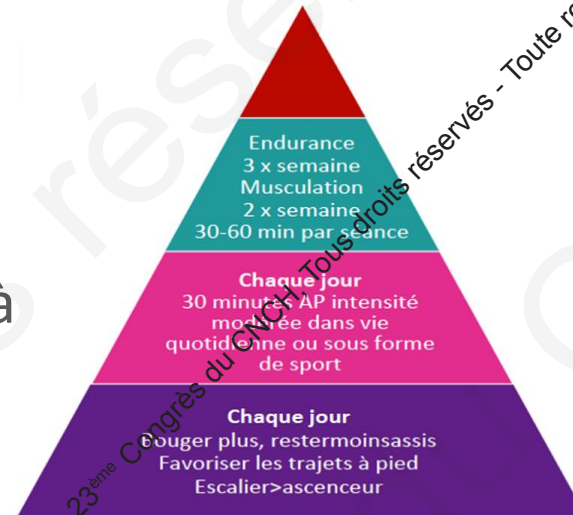 Endurance
3 x semaine
Musculation
2 x semaine
30-60 min par séance
à
Chaque jour
30 minutes AP intensité
modérée dans vie
quotidienne ou sous forme
de sport
Chaque jour
Bouger plus, restermoinsassis
Favoriser les trajets à pied
Escalier>ascenceur
23ème Congrès du CNCH, Tous droits réservés - Toute